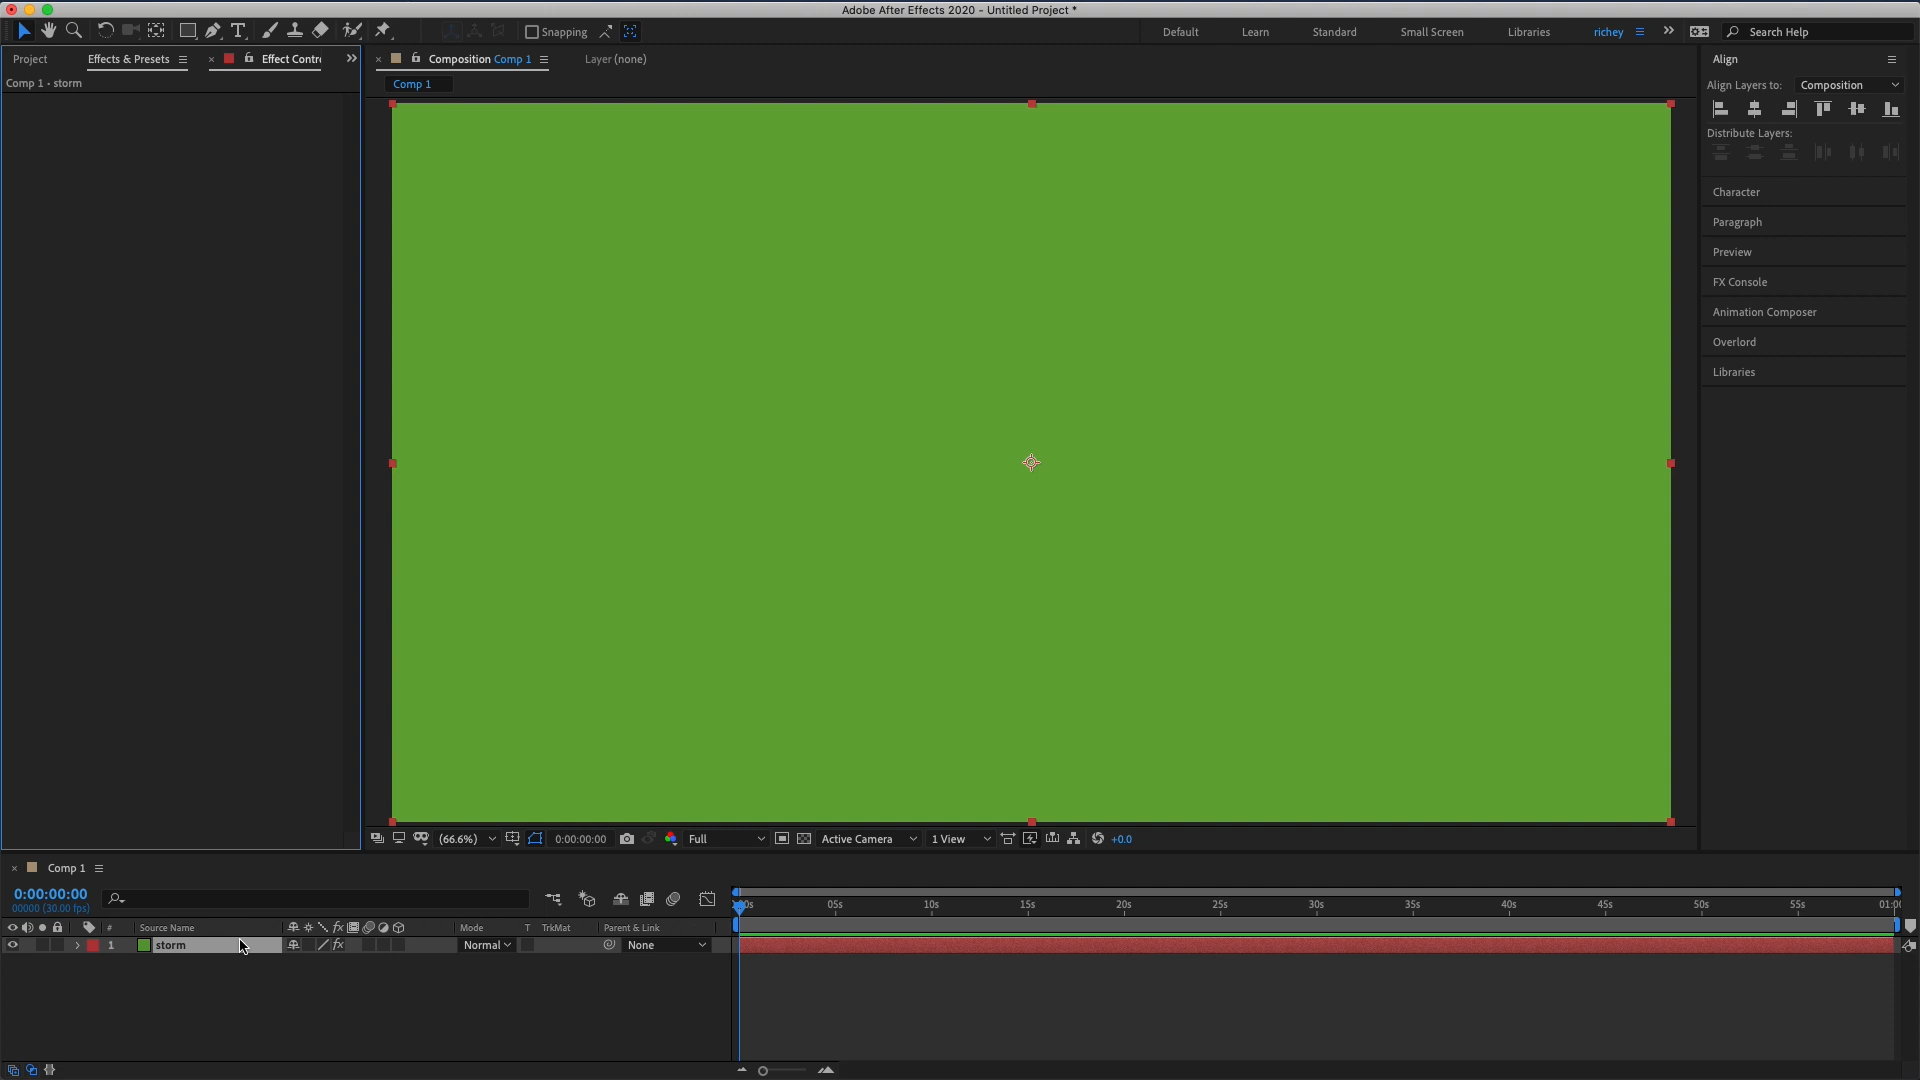 Adobe After Effects 2020 - Untitled Project *
Snapping
Default
Learn
Standard
Small Screen
Libraries
richey
Search Help
Project
Effects & Presets
Effect Contro
Composition Comp 1
Layer (none)
Align
Comp 1 • storm
Comp 1
Align Layers to:
Composition
Distribute Layers:
Character
Paragraph
Preview
FX Console
Animation Composer
Overlord
Libraries
(66.6%)
0:00:00:00
Full
Active Camera
1 View
+0.0
Comp 1
0:00:00:00
00000 (30.00 fps)
00s
05s
10s
15s
20s
25s
30s
35s
40s
45s
50s
55s
01:0
#
Source Name
fx
Mode
T
TrkMat
Parent & Link
1
storm
fx
Normal
None